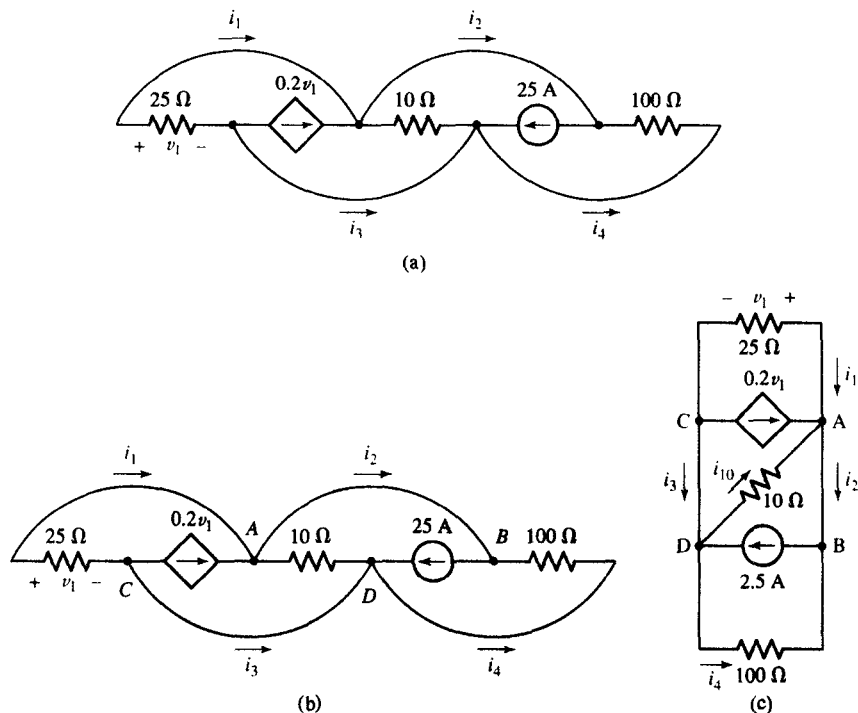 i₁ i₂
25 Ω 0.2v₁ 10 Ω 25 A 100 Ω
+ v₁ −
i₃ i₄
(a)
− v₁ +
25 Ω
0.2v₁ i₁
C A
i₃ i₁₀ 10 Ω i₂
D B
2.5 A
i₄ 100 Ω
(c)
i₁ i₂
25 Ω 0.2v₁ A 10 Ω 25 A B 100 Ω
+ v₁ − C D
i₃ i₄
(b)